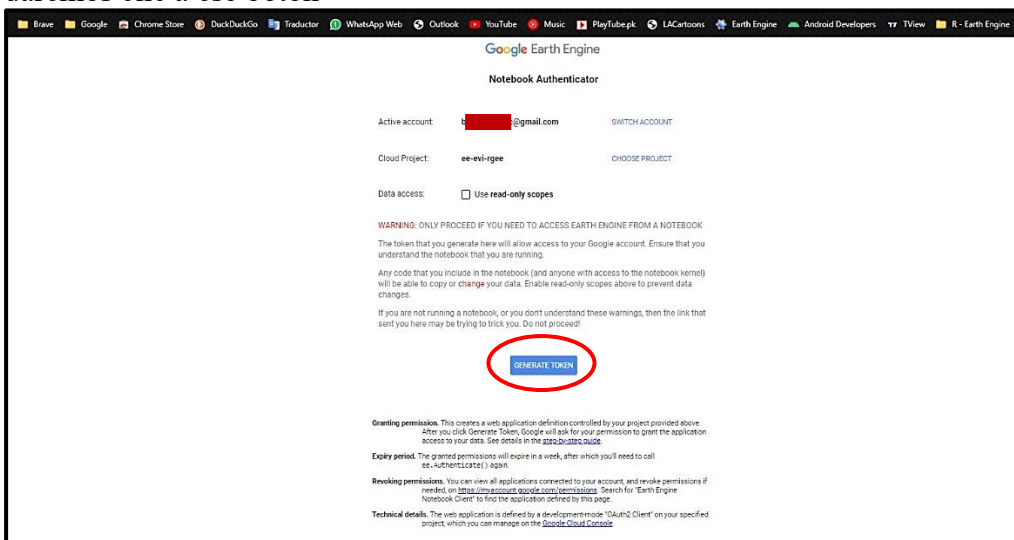 Brave Google Chrome Store DuckDuckGo Traductor WhatsApp Web Outlook YouTube Music PlayTube.pk LACartoons Earth Engine Android Developers TView R - Earth Engine
Google Earth Engine
Notebook Authenticator
Active account: b @gmail.com SWITCH ACCOUNT
Cloud Project: ee-evi-rgee CHOOSE PROJECT
Data access: Use read-only scopes
WARNING: ONLY PROCEED IF YOU NEED TO ACCESS EARTH ENGINE FROM A NOTEBOOK
The token that you generate here will allow access to your Google account. Ensure that you
understand the notebook that you are running.
Any code that you include in the notebook (and anyone with access to the notebook kernel)
will be able to copy or change your data. Enable read-only scopes above to prevent data
changes.
If you are not running a notebook, or you don't understand these warnings, then the link that
sent you here may be trying to trick you. Do not proceed!
GENERATE TOKEN
Granting permission. This creates a web application definition controlled by your project provided above.
After you click Generate Token, Google will ask for your permission to grant the application
access to your data. See details in the step-by-step guide.
Expiry period. The granted permissions will expire in a week, after which you'll need to call
ee.Authenticate() again.
Revoking permissions. You can view all applications connected to your account, and revoke permissions if
needed, on https://myaccount.google.com/permissions. Search for "Earth Engine
Notebook Client" to find the application defined by this page.
Technical details. The web application is defined by a development-mode "OAuth2 Client" on your specified
project, which you can manage on the Google Cloud Console.